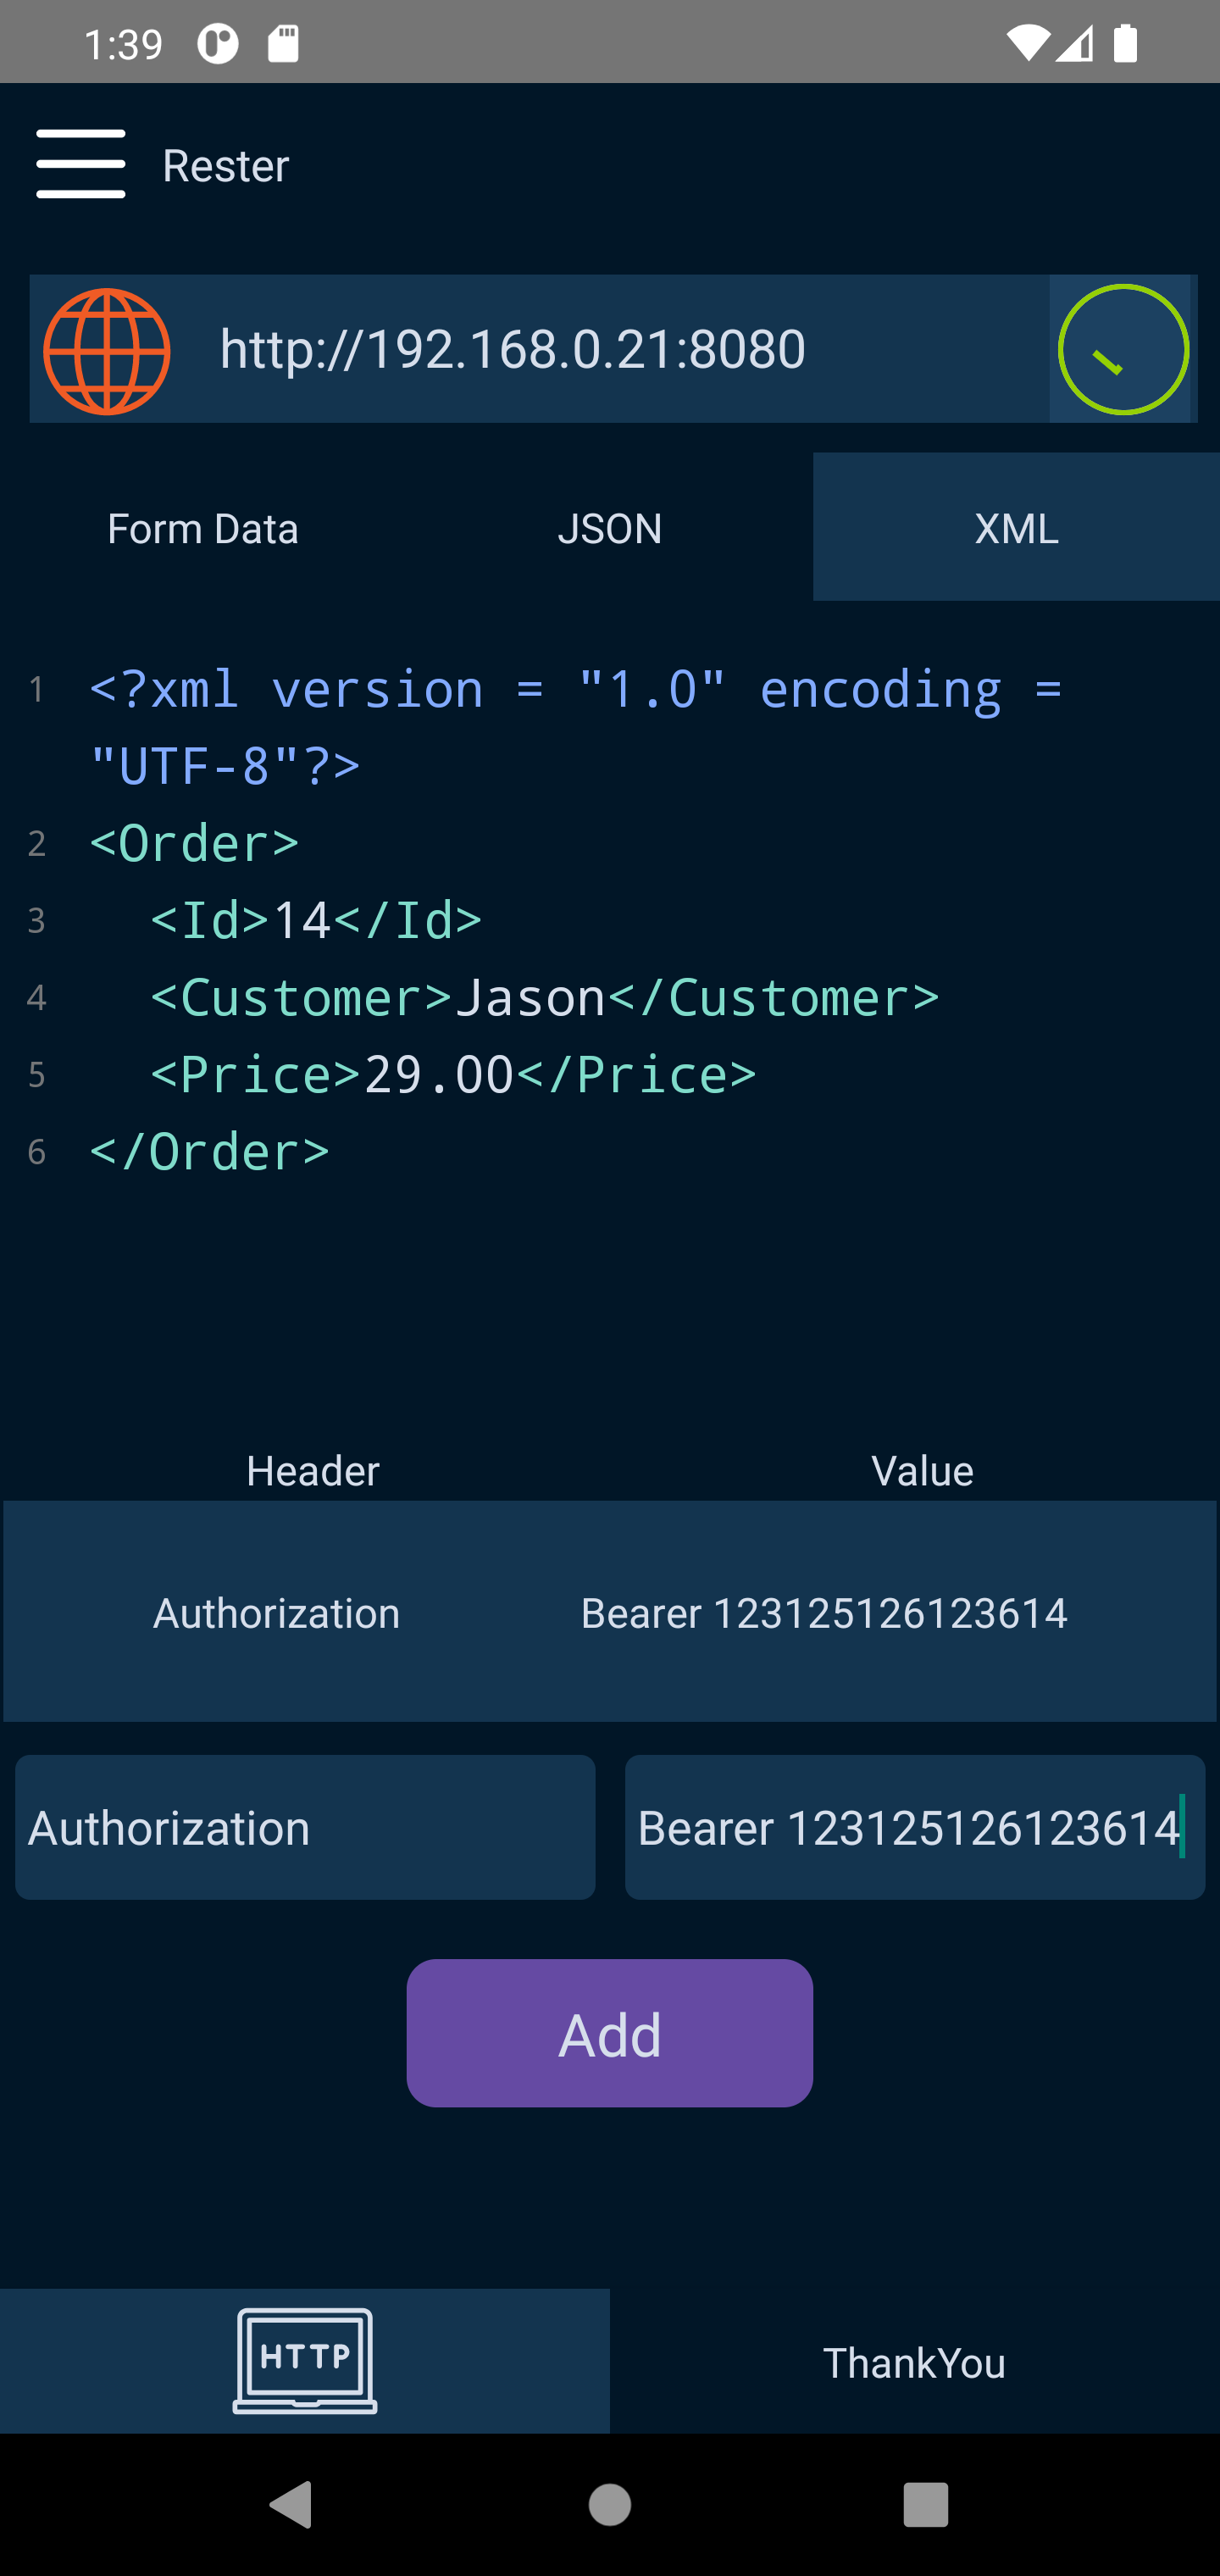 1:39
Rester
http://192.168.0.21:8080
Form Data JSON XML
1 <?xml version = "1.0" encoding =
"UTF-8"?>
2 <Order>
3   <Id>14</Id>
4   <Customer>Jason</Customer>
5   <Price>29.00</Price>
6 </Order>
Header Value
Authorization Bearer 123125126123614
Authorization Bearer 123125126123614
Add
HTTP ThankYou